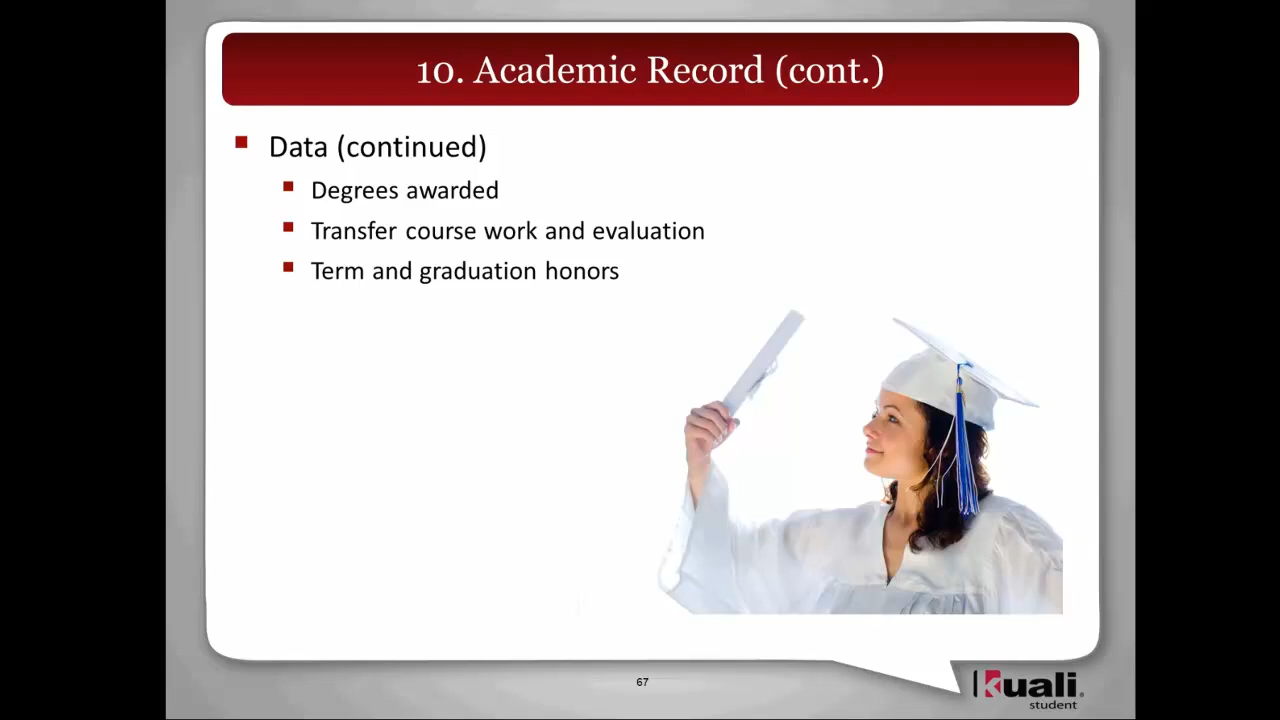 10. Academic Record (cont.)
Data (continued)
Degrees awarded
Transfer course work and evaluation
Term and graduation honors
67
Kuali
student